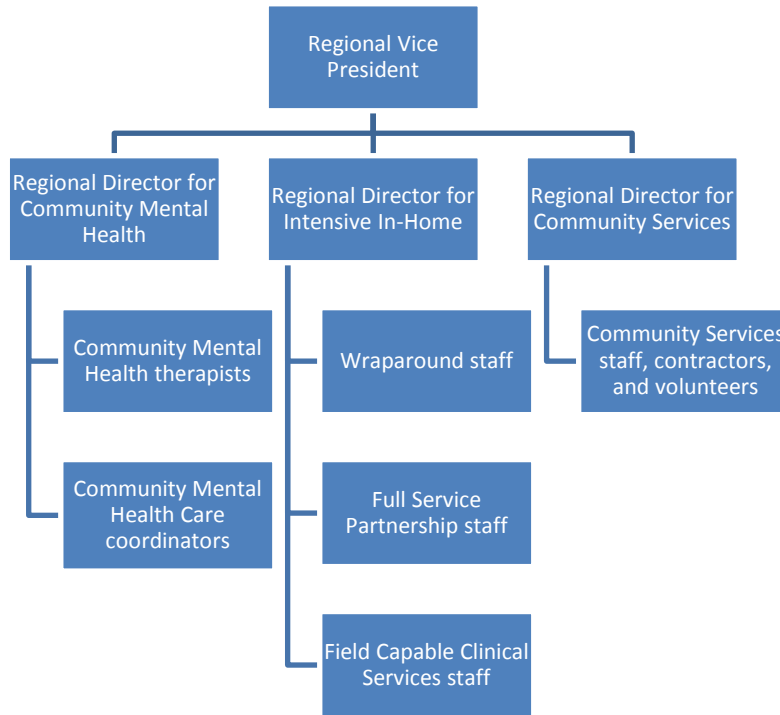 Regional Vice
President
Regional Director for
Community Mental
Health
Regional Director for
Intensive In-Home
Regional Director for
Community Services
Community Mental
Health therapists
Wraparound staff
Community Services
staff, contractors,
and volunteers
Community Mental
Health Care
coordinators
Full Service
Partnership staff
Field Capable Clinical
Services staff